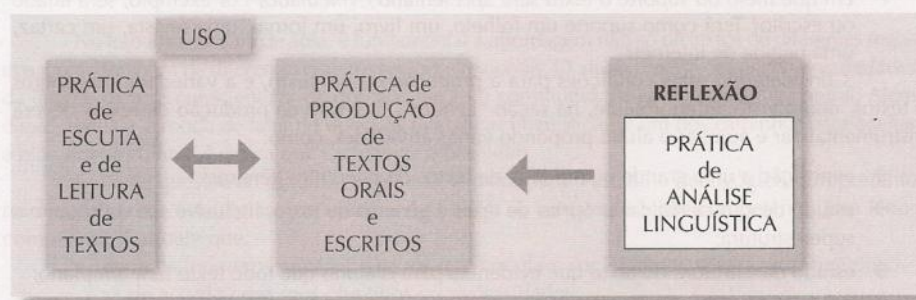 USO
PRÁTICA
de
ESCUTA
e de
LEITURA
de
TEXTOS
PRÁTICA de
PRODUÇÃO
de
TEXTOS
ORAIS
e
ESCRITOS
REFLEXÃO
PRÁTICA
de
ANÁLISE
LINGUÍSTICA